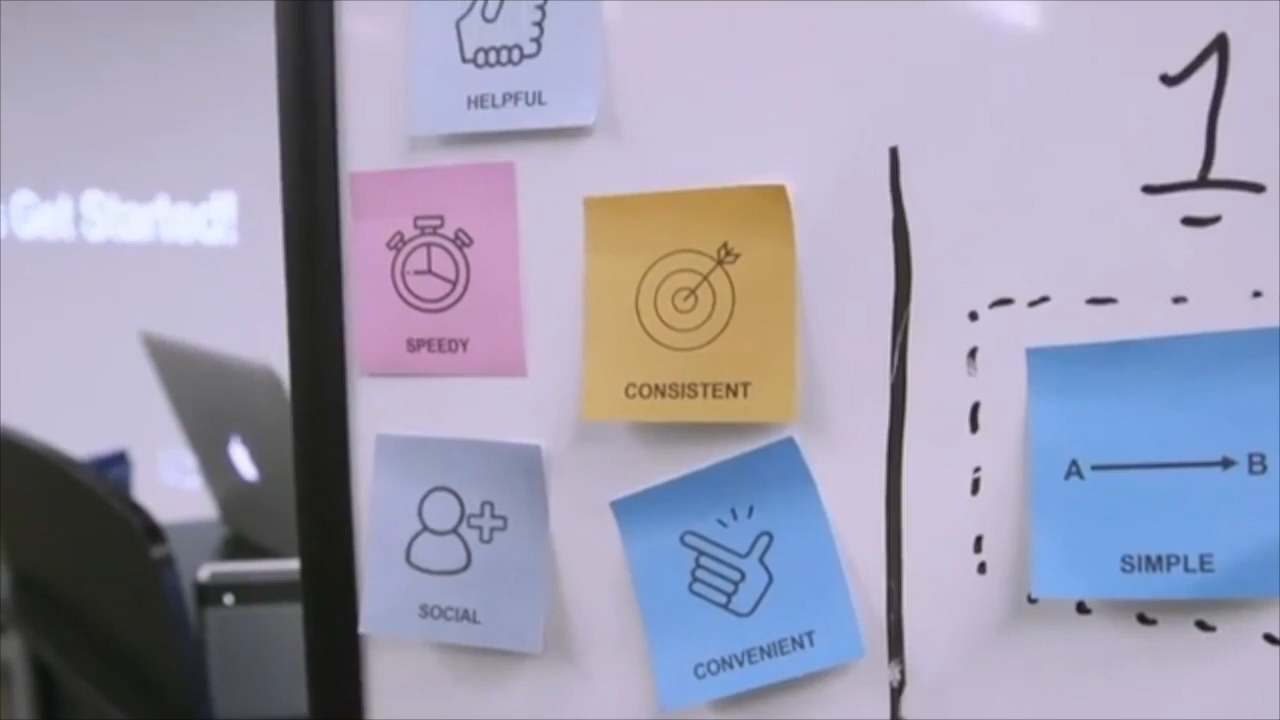 HELPFUL
Get Started!
SPEEDY
CONSISTENT
SOCIAL
CONVENIENT
1
A B
SIMPLE